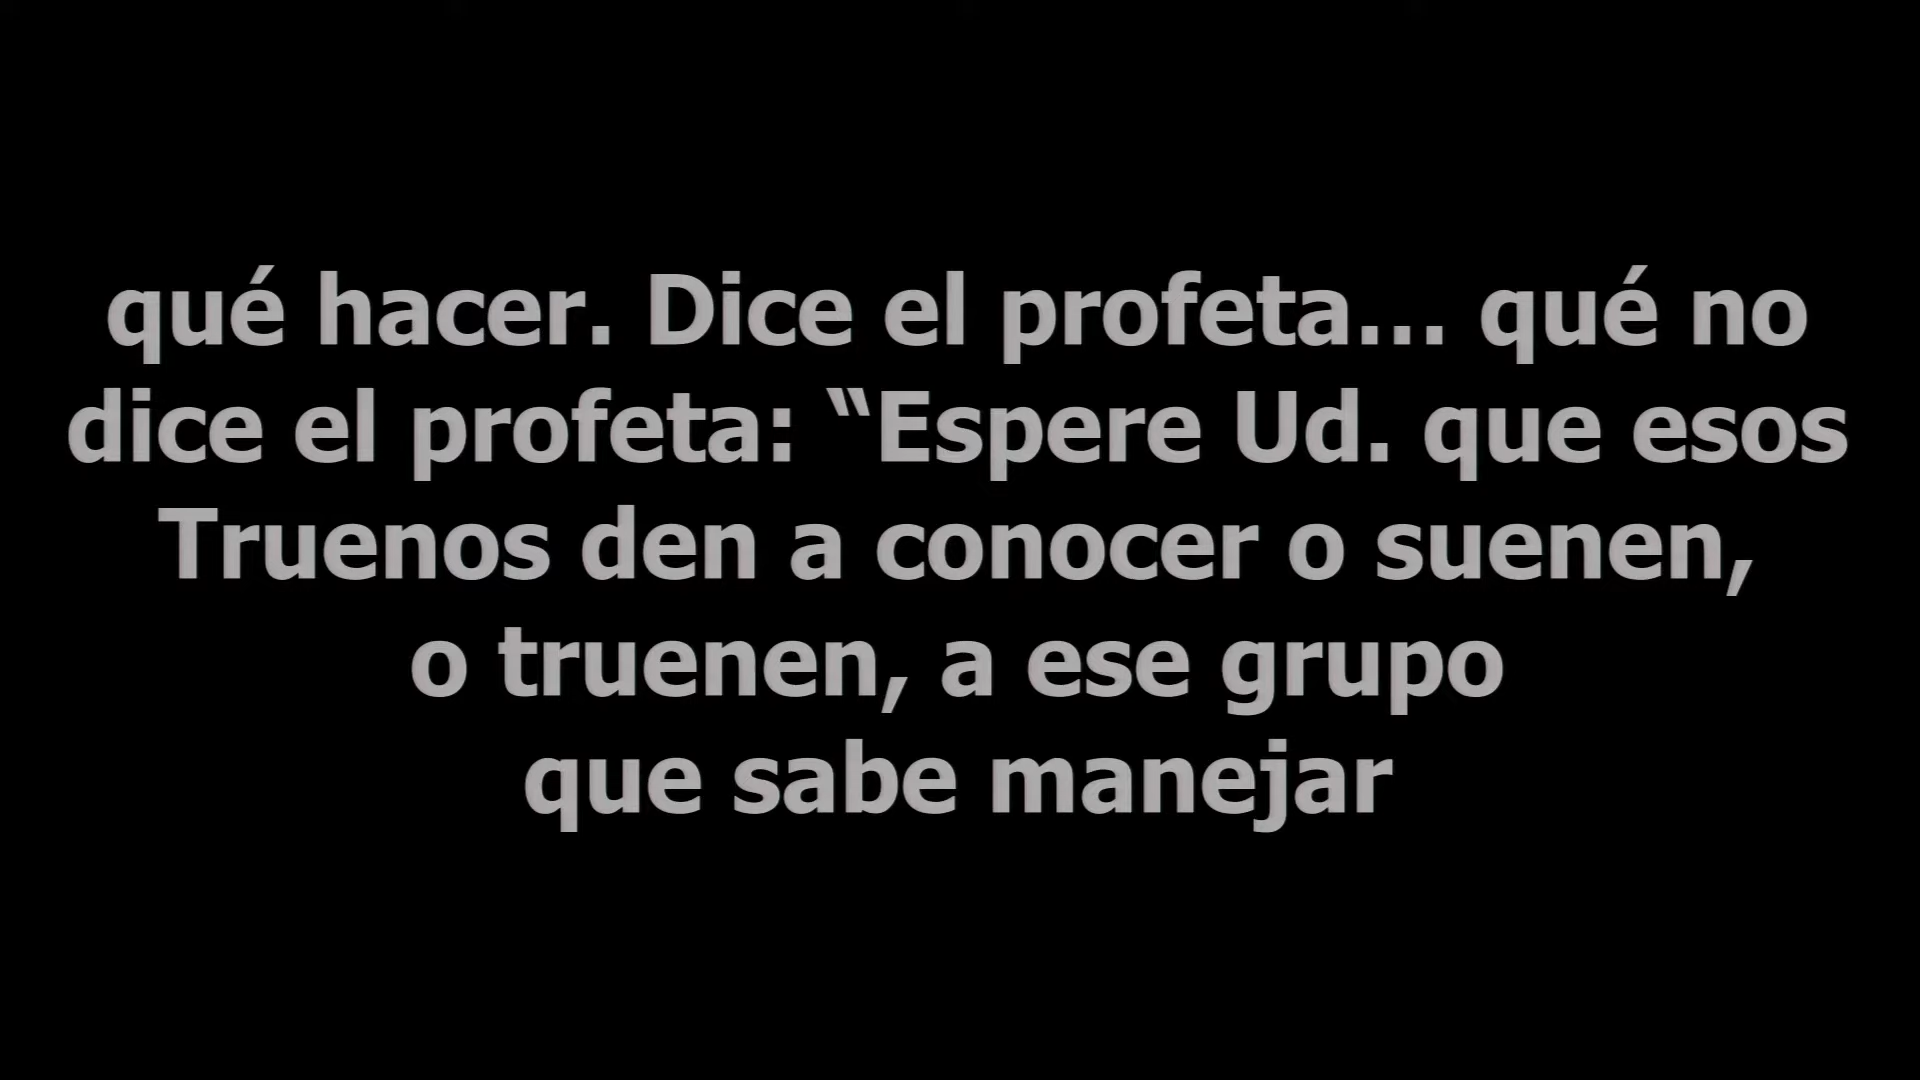 qué hacer. Dice el profeta... qué no
dice el profeta: “Espere Ud. que esos
Truenos den a conocer o suenen,
o truenen, a ese grupo
que sabe manejar